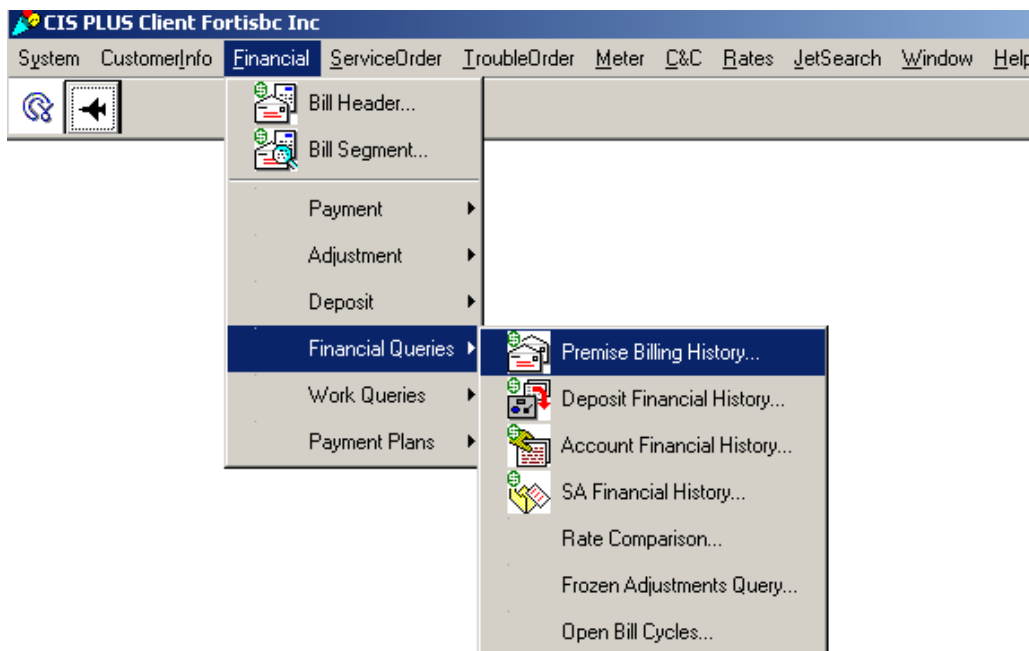 CIS PLUS Client Fortisbc Inc
System CustomerInfo Financial ServiceOrder TroubleOrder Meter C&C Rates JetSearch Window Help
Bill Header...
Bill Segment...
Payment
Adjustment
Deposit
Financial Queries
Premise Billing History...
Deposit Financial History...
Work Queries
Payment Plans
Account Financial History...
SA Financial History...
Rate Comparison...
Frozen Adjustments Query...
Open Bill Cycles...